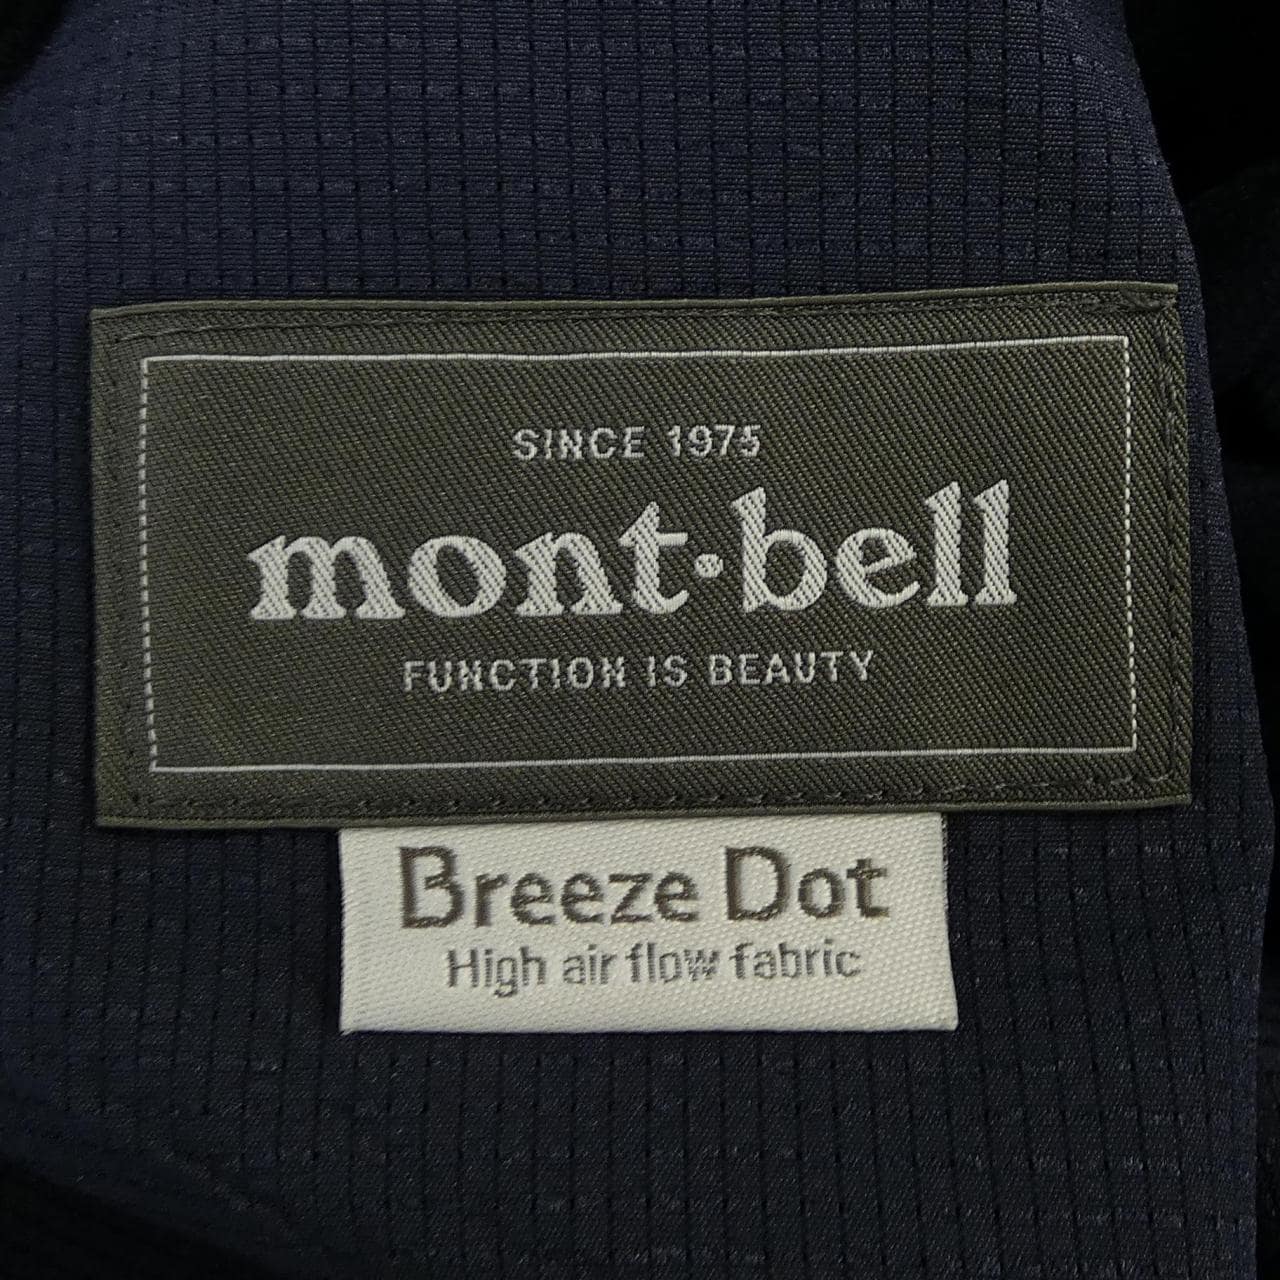 SINCE 1975
mont·bell
FUNCTION IS BEAUTY
Breeze Dot
High air flow fabric